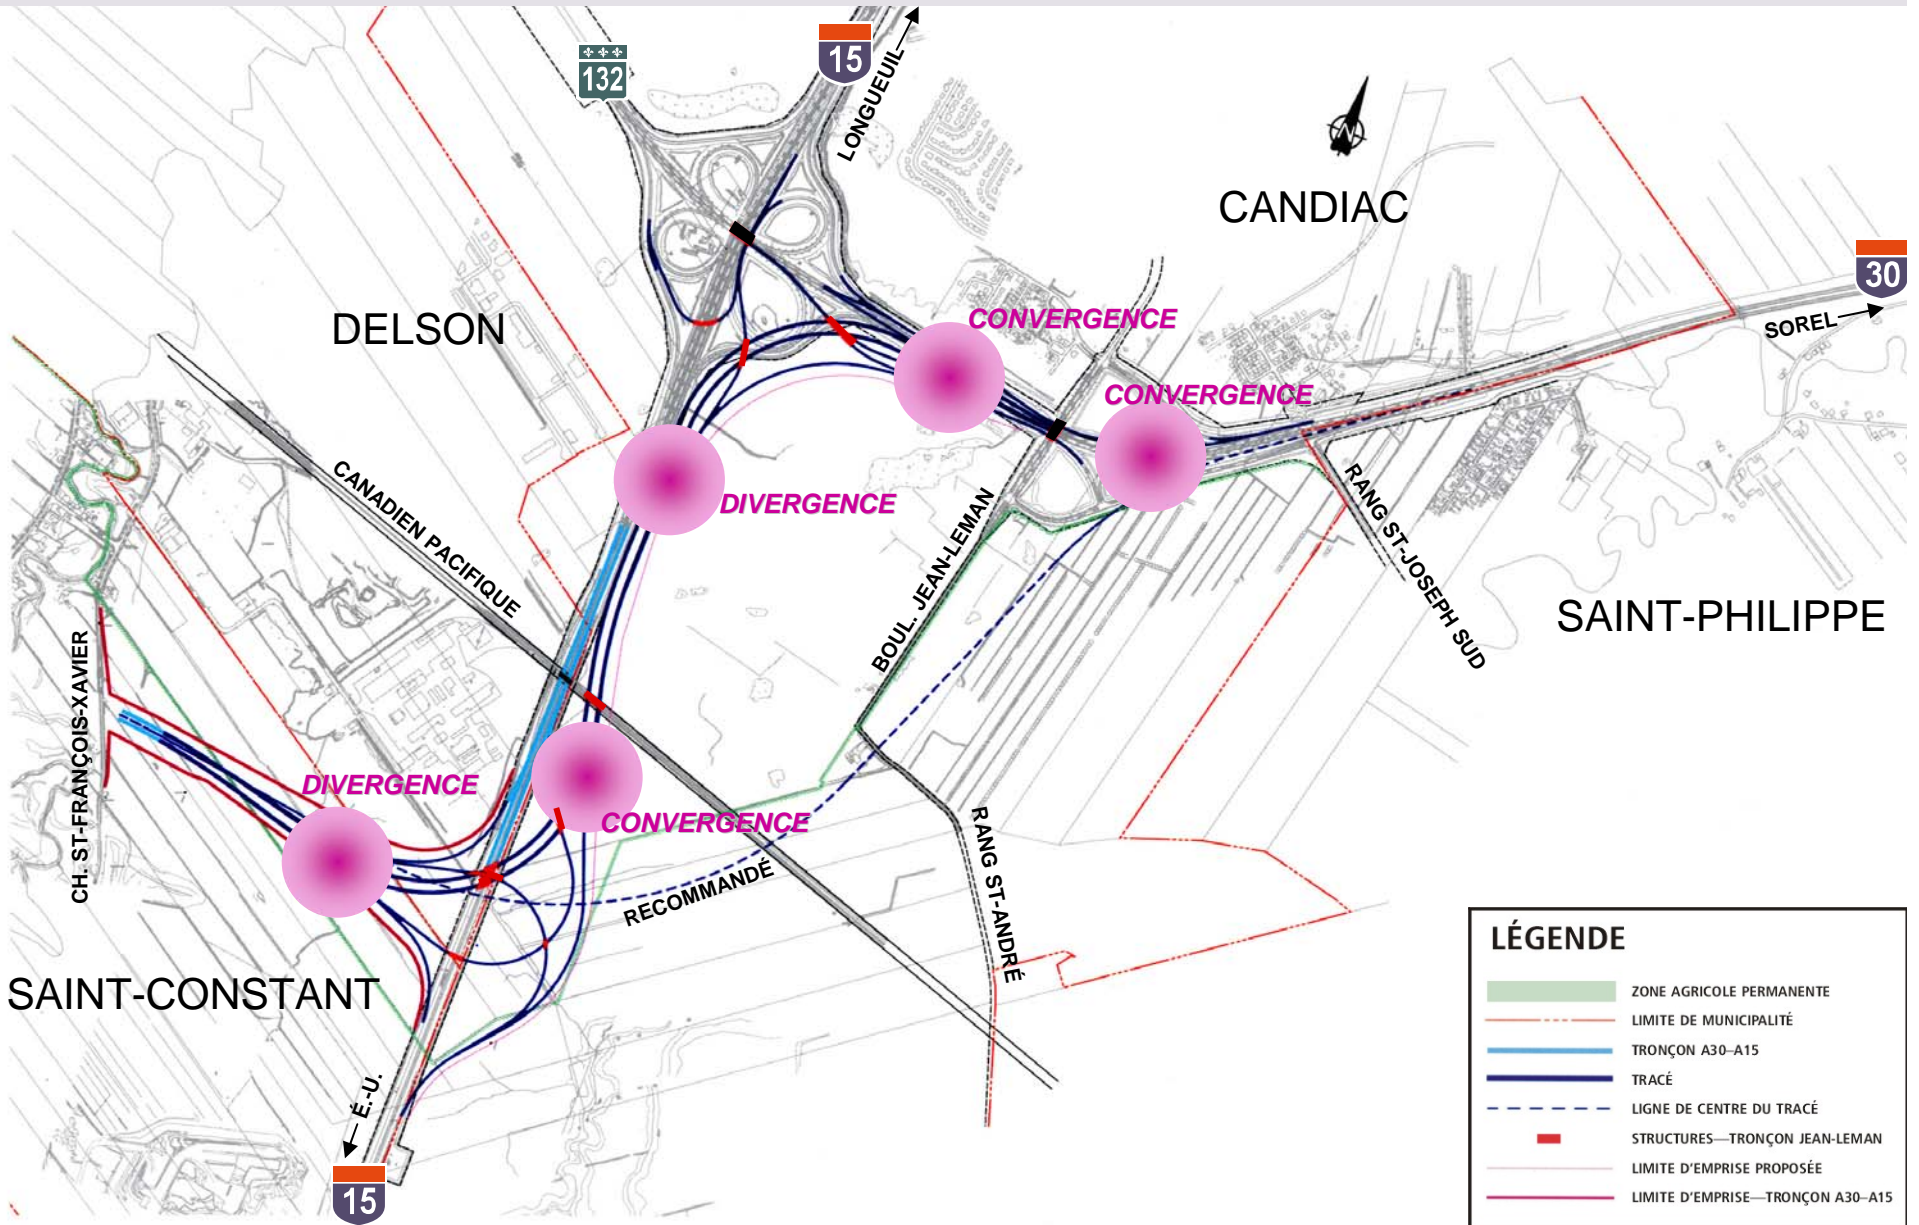 132
15
LONGUEUIL
CANDIAC
30
SOREL
DELSON
CONVERGENCE
CONVERGENCE
DIVERGENCE
CANADIEN PACIFIQUE
BOUL. JEAN-LEMAN
RANG ST-JOSEPH SUD
SAINT-PHILIPPE
CH. ST-FRANÇOIS-XAVIER
DIVERGENCE
CONVERGENCE
RECOMMANDÉ
RANG ST-ANDRÉ
SAINT-CONSTANT
É.-U.
15
LÉGENDE
ZONE AGRICOLE PERMANENTE
LIMITE DE MUNICIPALITÉ
TRONÇON A30–A15
TRACÉ
LIGNE DE CENTRE DU TRACÉ
STRUCTURES—TRONÇON JEAN-LEMAN
LIMITE D'EMPRISE PROPOSÉE
LIMITE D'EMPRISE—TRONÇON A30–A15